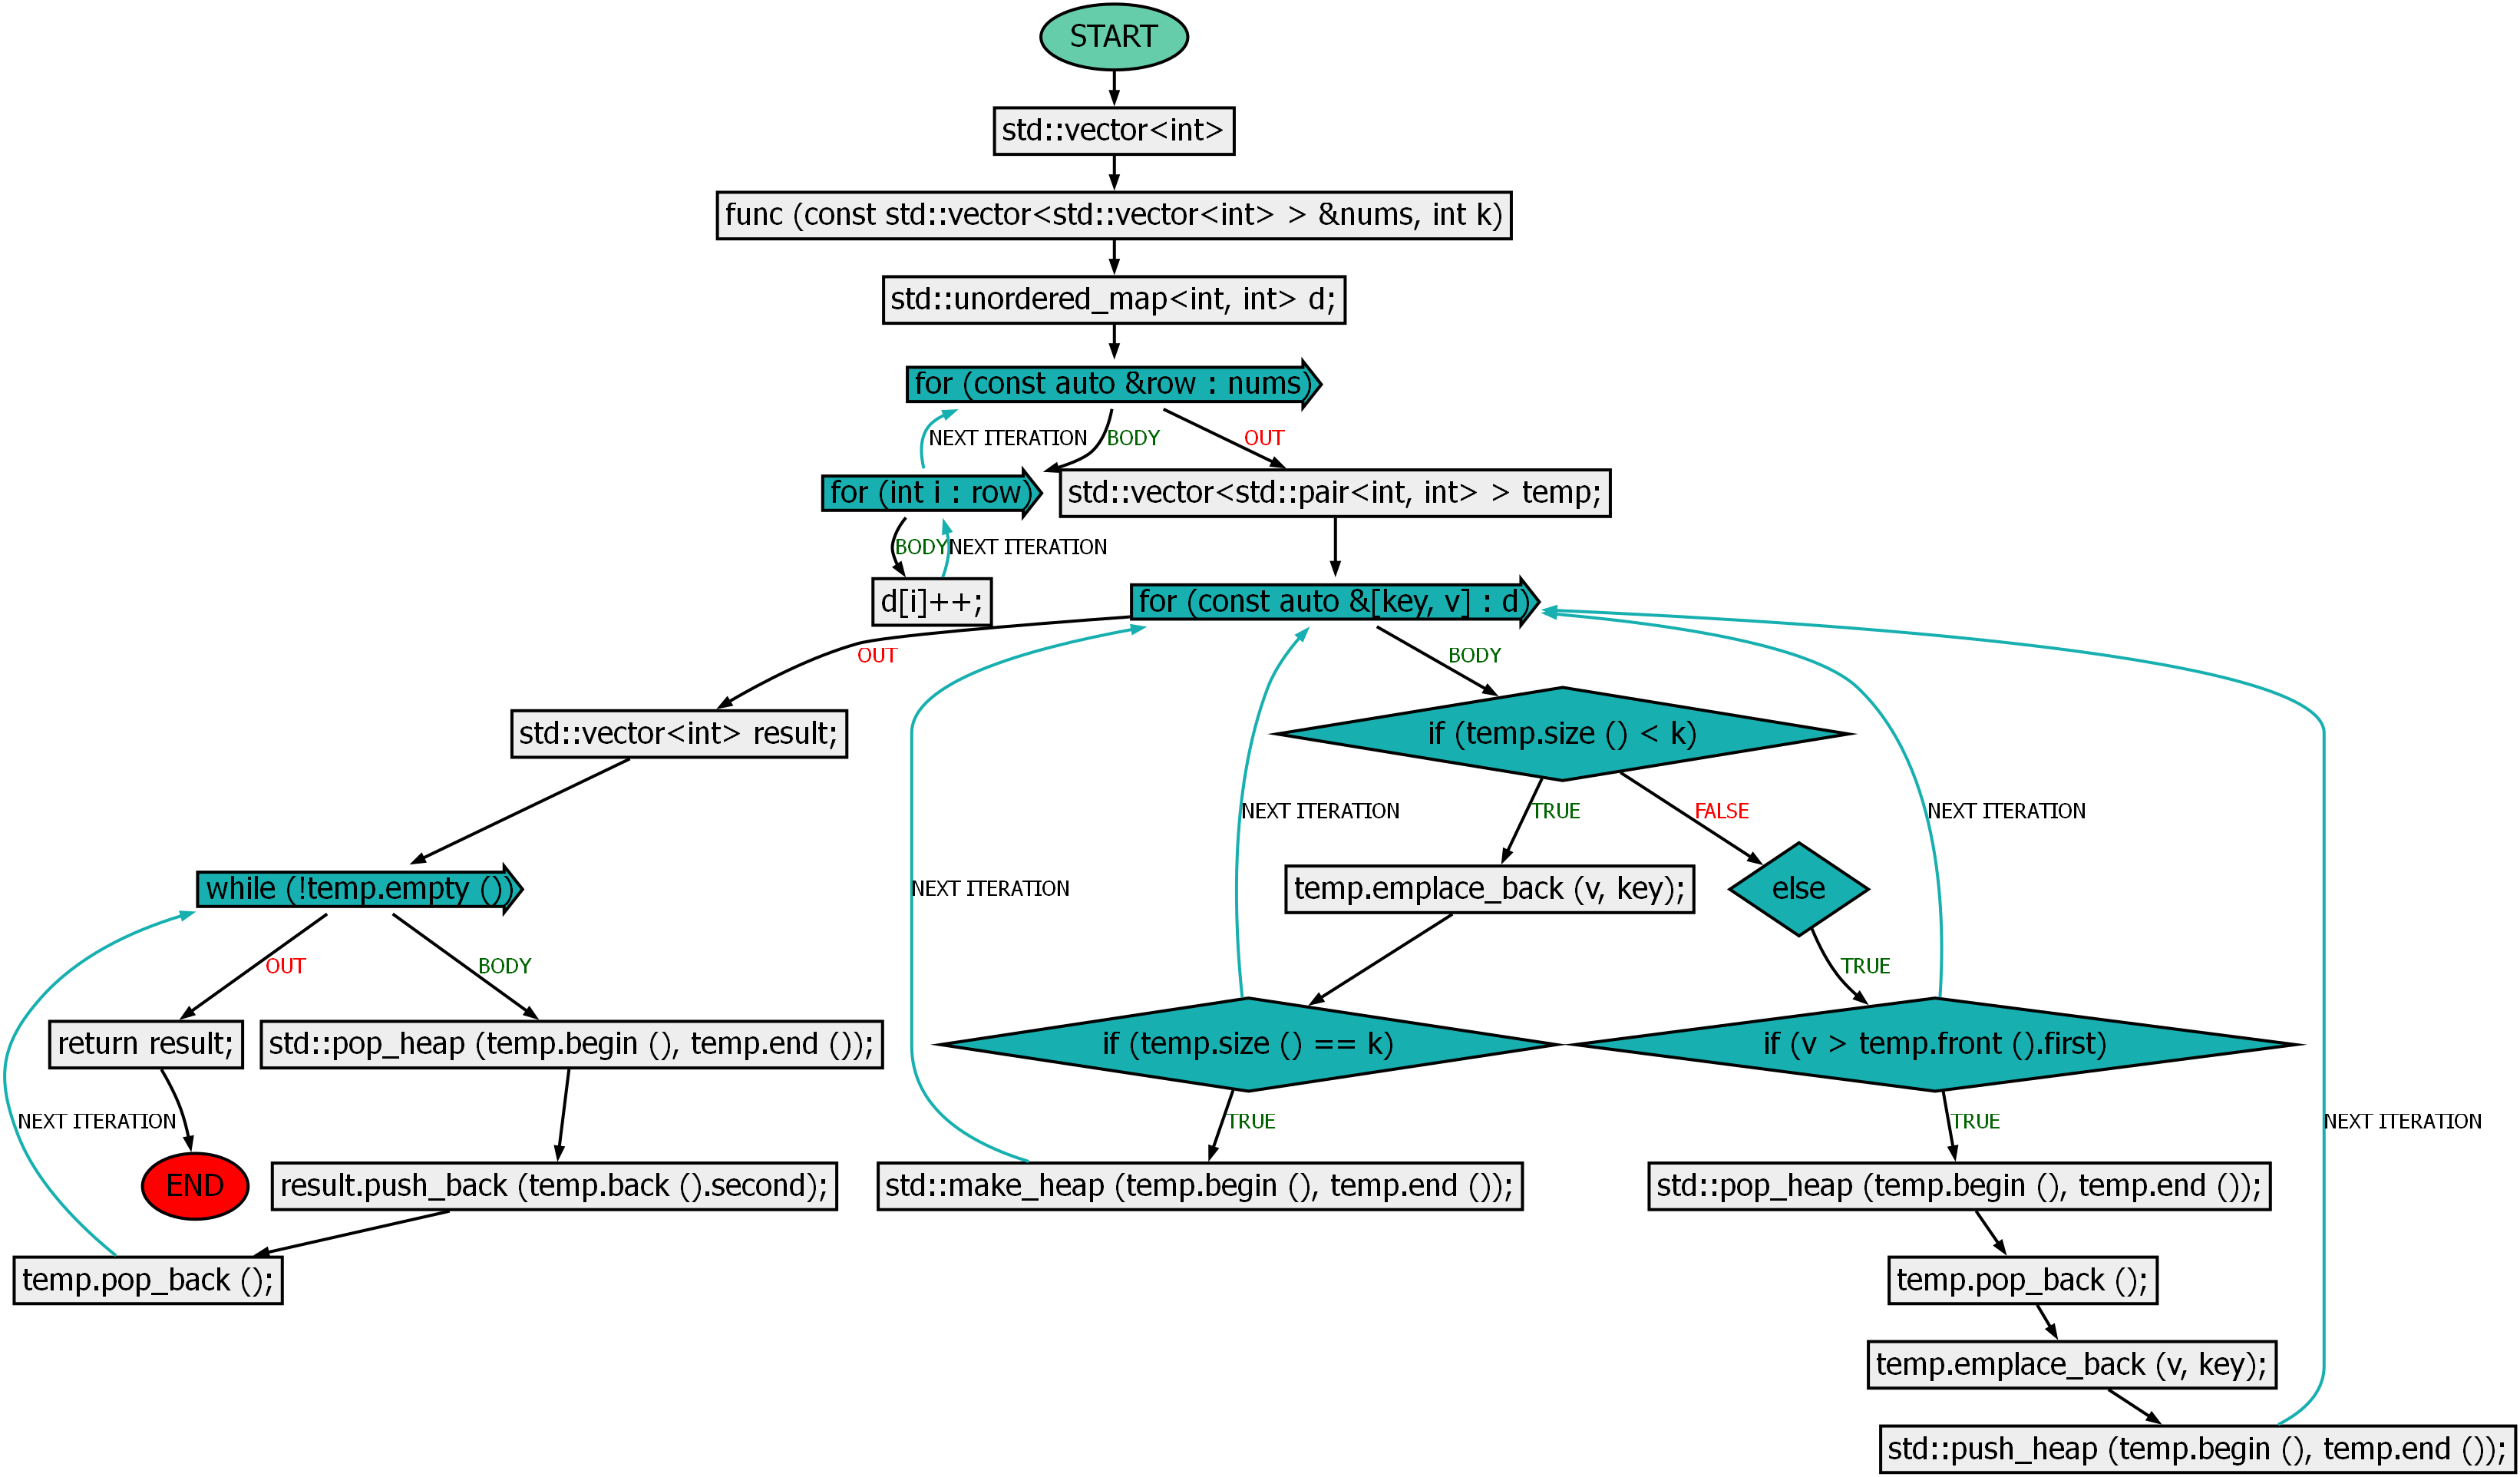 START
std::vector<int>
func (const std::vector<std::vector<int> > &nums, int k)
std::unordered_map<int, int> d;
for (const auto &row : nums)
NEXT ITERATION
BODY
OUT
for (int i : row)
std::vector<std::pair<int, int> > temp;
BODY
NEXT ITERATION
d[i]++;
for (const auto &[key, v] : d)
OUT
BODY
std::vector<int> result;
if (temp.size () < k)
NEXT ITERATION
TRUE
FALSE
NEXT ITERATION
while (!temp.empty ())
NEXT ITERATION
temp.emplace_back (v, key);
else
OUT
BODY
TRUE
return result;
std::pop_heap (temp.begin (), temp.end ());
if (temp.size () == k)
if (v > temp.front ().first)
NEXT ITERATION
TRUE
TRUE
NEXT ITERATION
END
result.push_back (temp.back ().second);
std::make_heap (temp.begin (), temp.end ());
std::pop_heap (temp.begin (), temp.end ());
temp.pop_back ();
temp.pop_back ();
temp.emplace_back (v, key);
std::push_heap (temp.begin (), temp.end ());